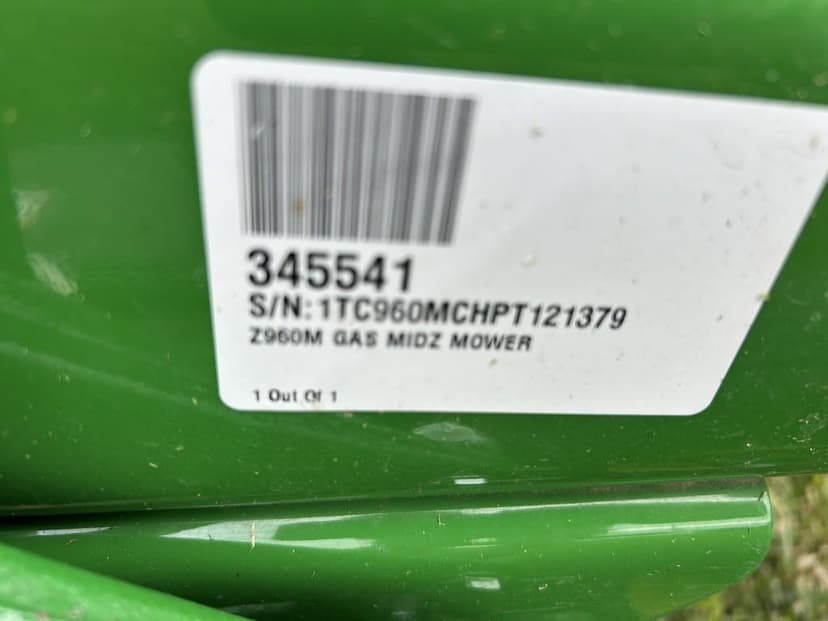 345541
S/N: 1TC960MCHPT121379
Z960M GAS MIDZ MOWER
1 Out Of 1